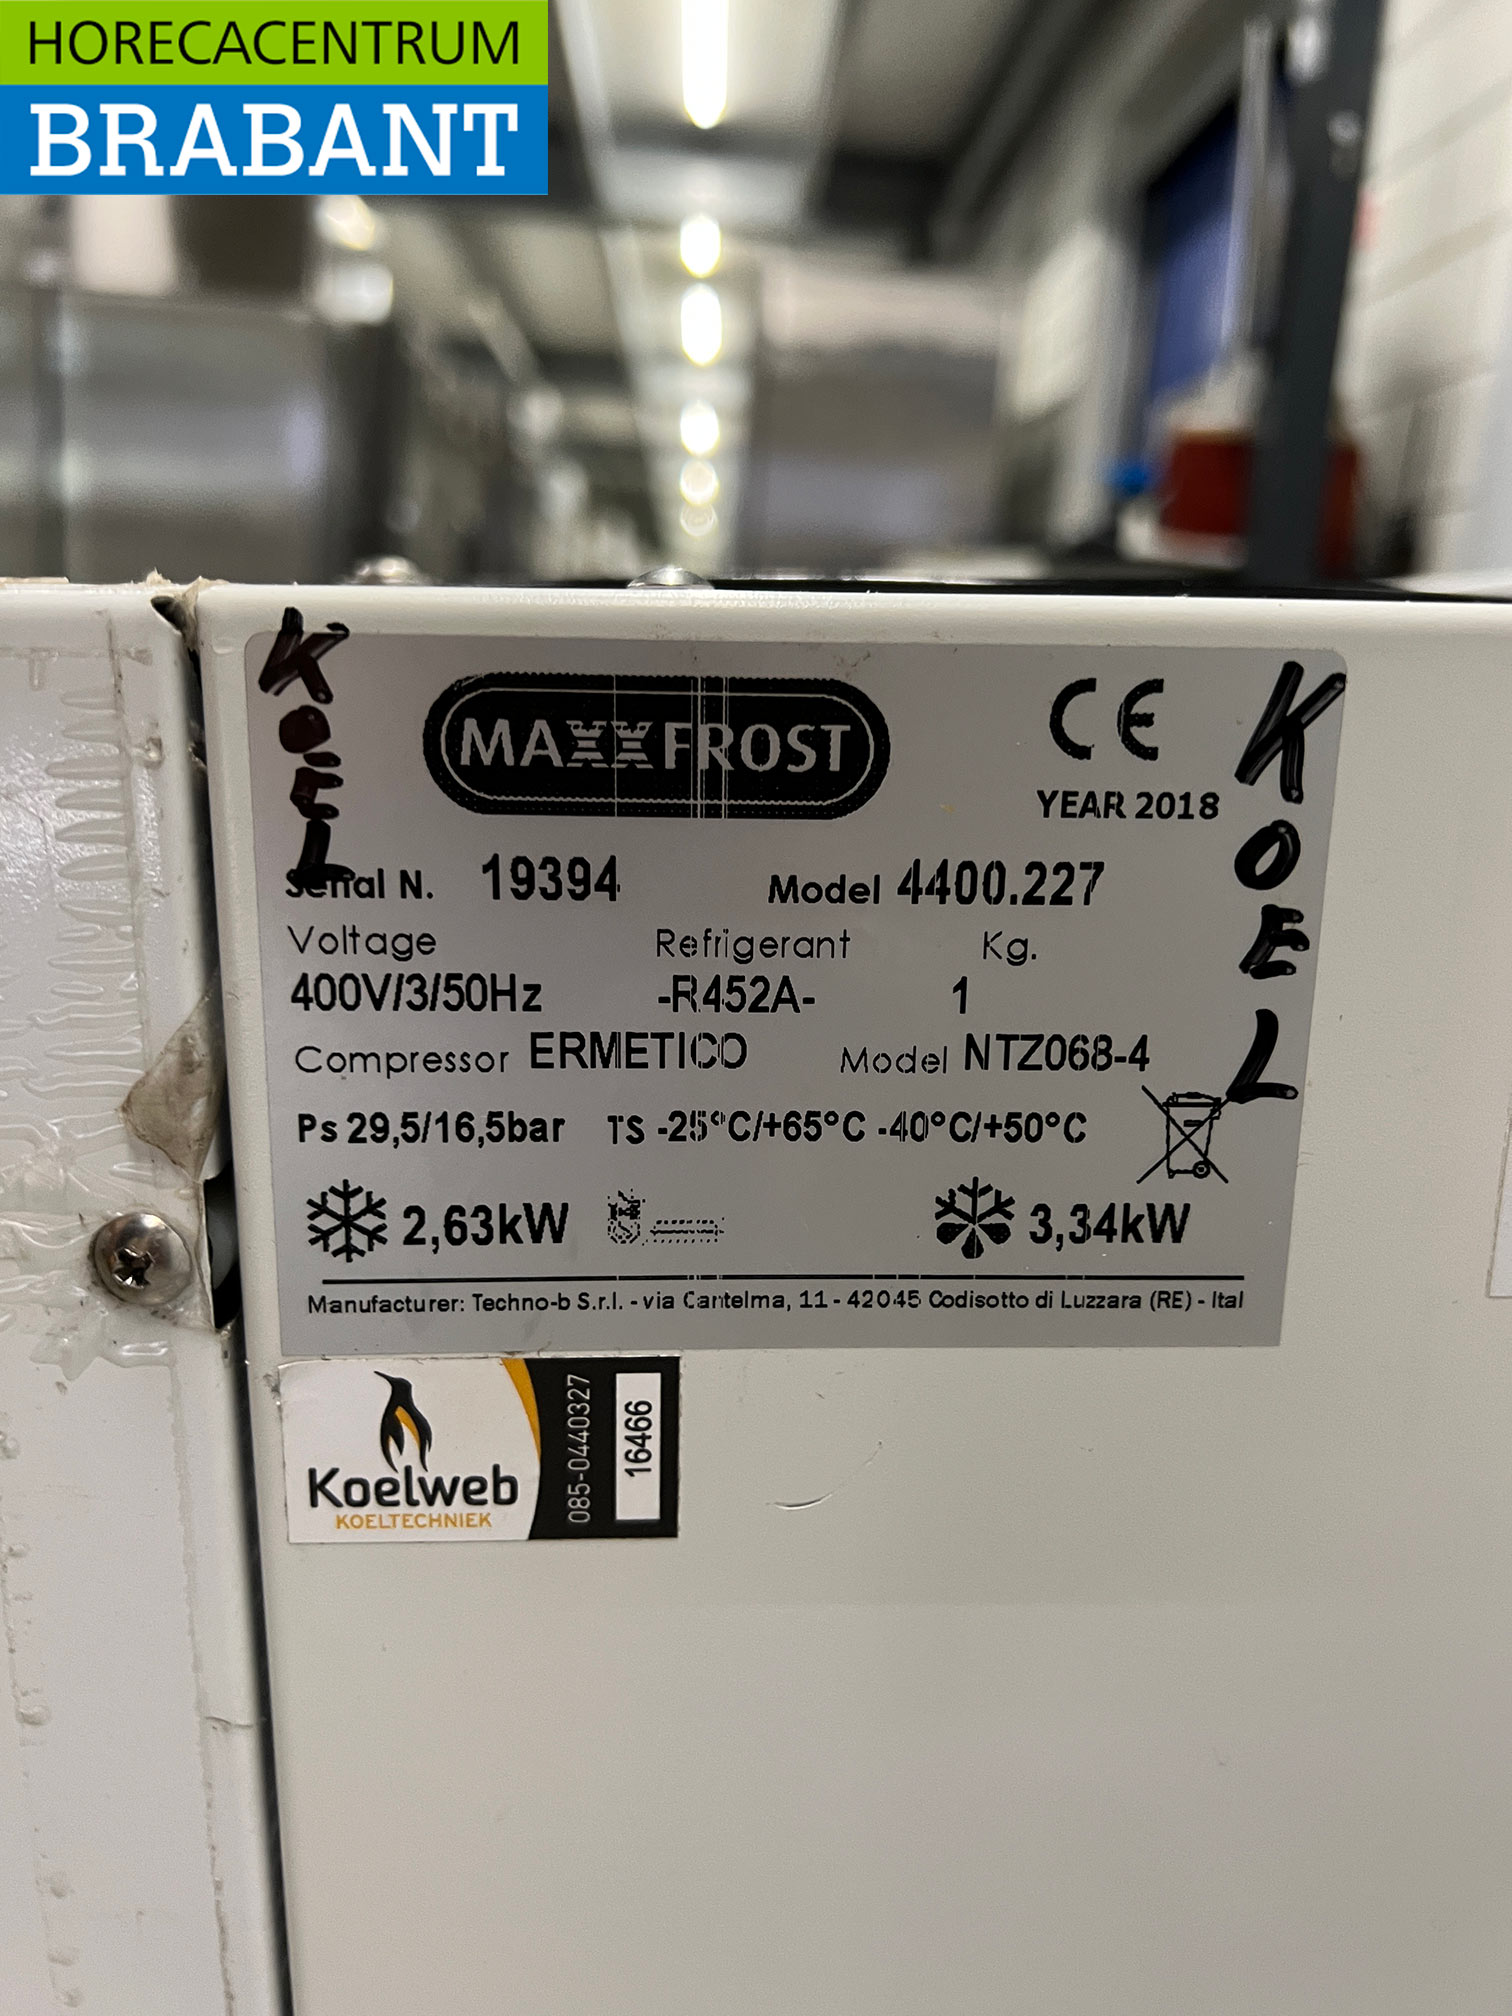 HORECACENTRUM
BRABANT
KOEL
MAXXFROST
CE
YEAR 2018
KOEL
Serial N. 19394 Model 4400.227
Voltage Refrigerant Kg.
400V/3/50Hz -R452A- 1
Compressor ERMETICO Model NTZ068-4
Ps 29,5/16,5bar TS -25°C/+65°C -40°C/+50°C
2,63kW 3,34kW
Manufacturer: Techno-b S.r.l. - via Cantelma, 11 - 42045 Codisotto di Luzzara (RE) - Ital
Koelweb
KOELTECHNIEK
085-0440327
16466